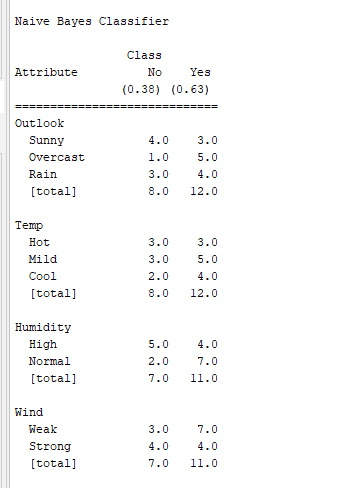 Naive Bayes Classifier
Class
Attribute No Yes
(0.38) (0.63)
=============================
Outlook
Sunny 4.0 3.0
Overcast 1.0 5.0
Rain 3.0 4.0
[total] 8.0 12.0
Temp
Hot 3.0 3.0
Mild 3.0 5.0
Cool 2.0 4.0
[total] 8.0 12.0
Humidity
High 5.0 4.0
Normal 2.0 7.0
[total] 7.0 11.0
Wind
Weak 3.0 7.0
Strong 4.0 4.0
[total] 7.0 11.0